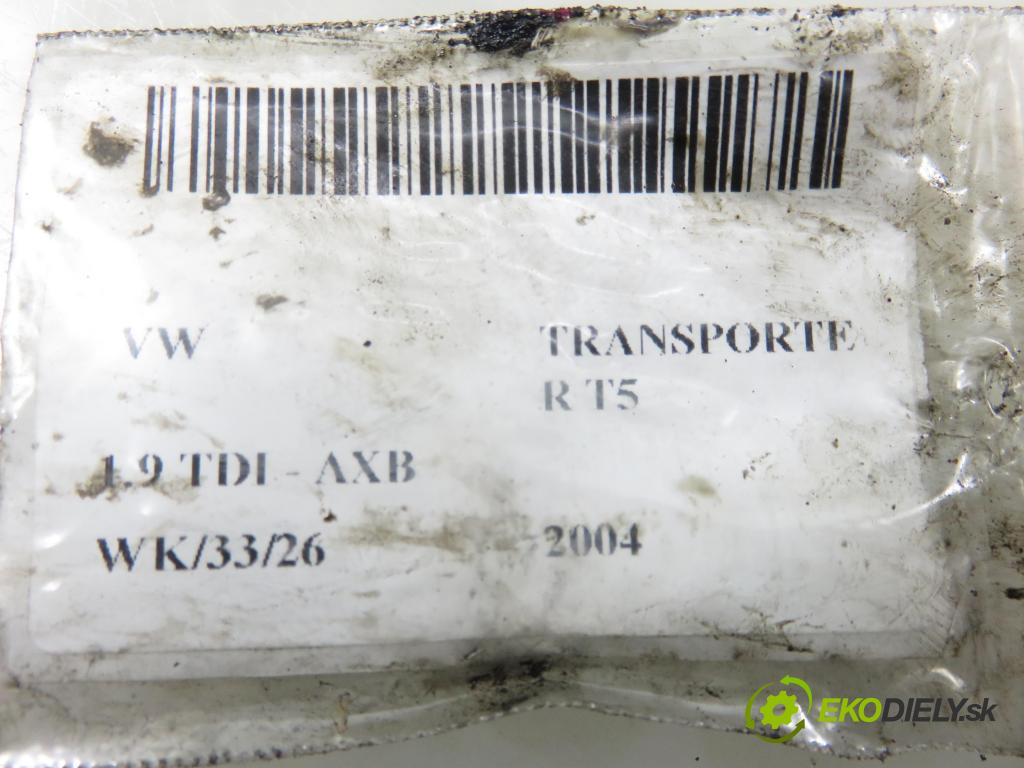 VW TRANSPORTE
R T5
1.9 TDI - AXB
WK/33/26 2004
EKODIELY.sk